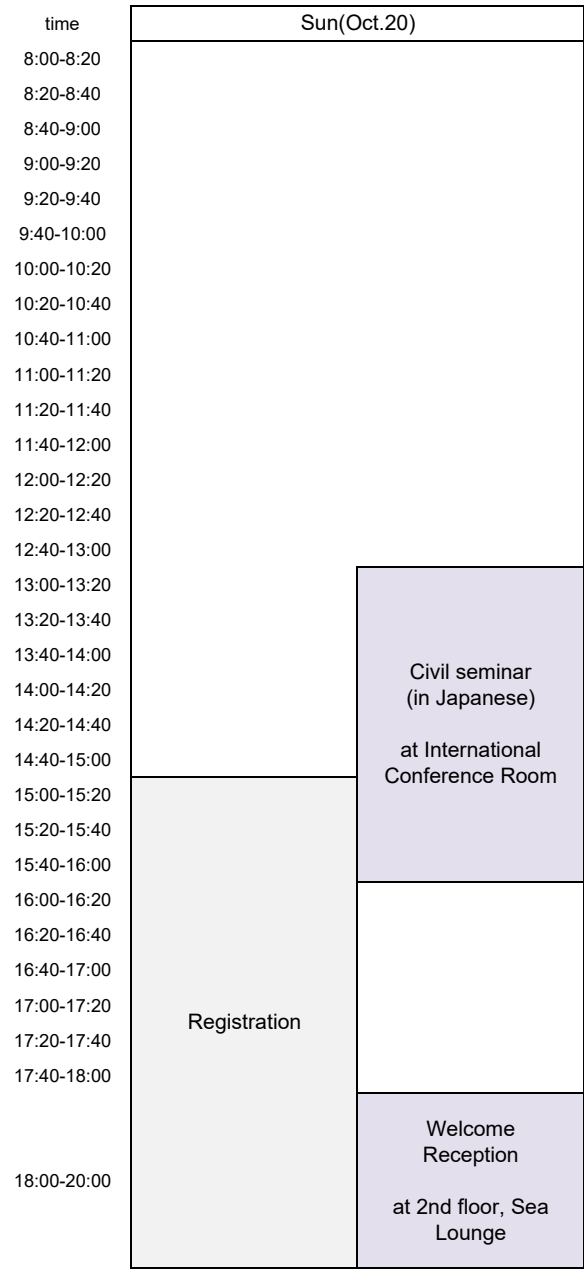 time
Sun(Oct.20)
8:00-8:20
8:20-8:40
8:40-9:00
9:00-9:20
9:20-9:40
9:40-10:00
10:00-10:20
10:20-10:40
10:40-11:00
11:00-11:20
11:20-11:40
11:40-12:00
12:00-12:20
12:20-12:40
12:40-13:00
13:00-13:20
13:20-13:40
13:40-14:00
14:00-14:20
14:20-14:40
14:40-15:00
15:00-15:20
15:20-15:40
15:40-16:00
16:00-16:20
16:20-16:40
16:40-17:00
17:00-17:20
17:20-17:40
17:40-18:00
18:00-20:00
Registration
Civil seminar
(in Japanese)
at International
Conference Room
Welcome
Reception
at 2nd floor, Sea
Lounge